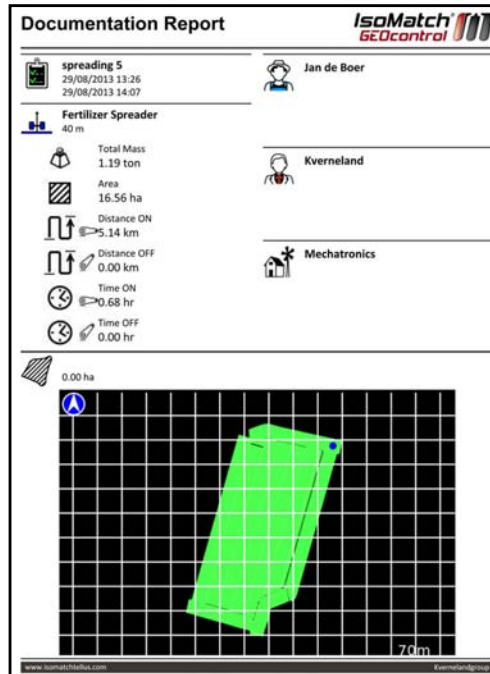 Documentation Report
IsoMatch
GEOcontrol
spreading 5
29/08/2013 13:26
29/08/2013 14:07
Jan de Boer
Fertilizer Spreader
40 m
Total Mass
1.19 ton
Kverneland
Area
16.56 ha
Distance ON
5.14 km
Distance OFF
0.00 km
Mechatronics
Time ON
0.68 hr
Time OFF
0.00 hr
0.00 ha
70m
www.isomatchtellus.com
Kvernelandgroup